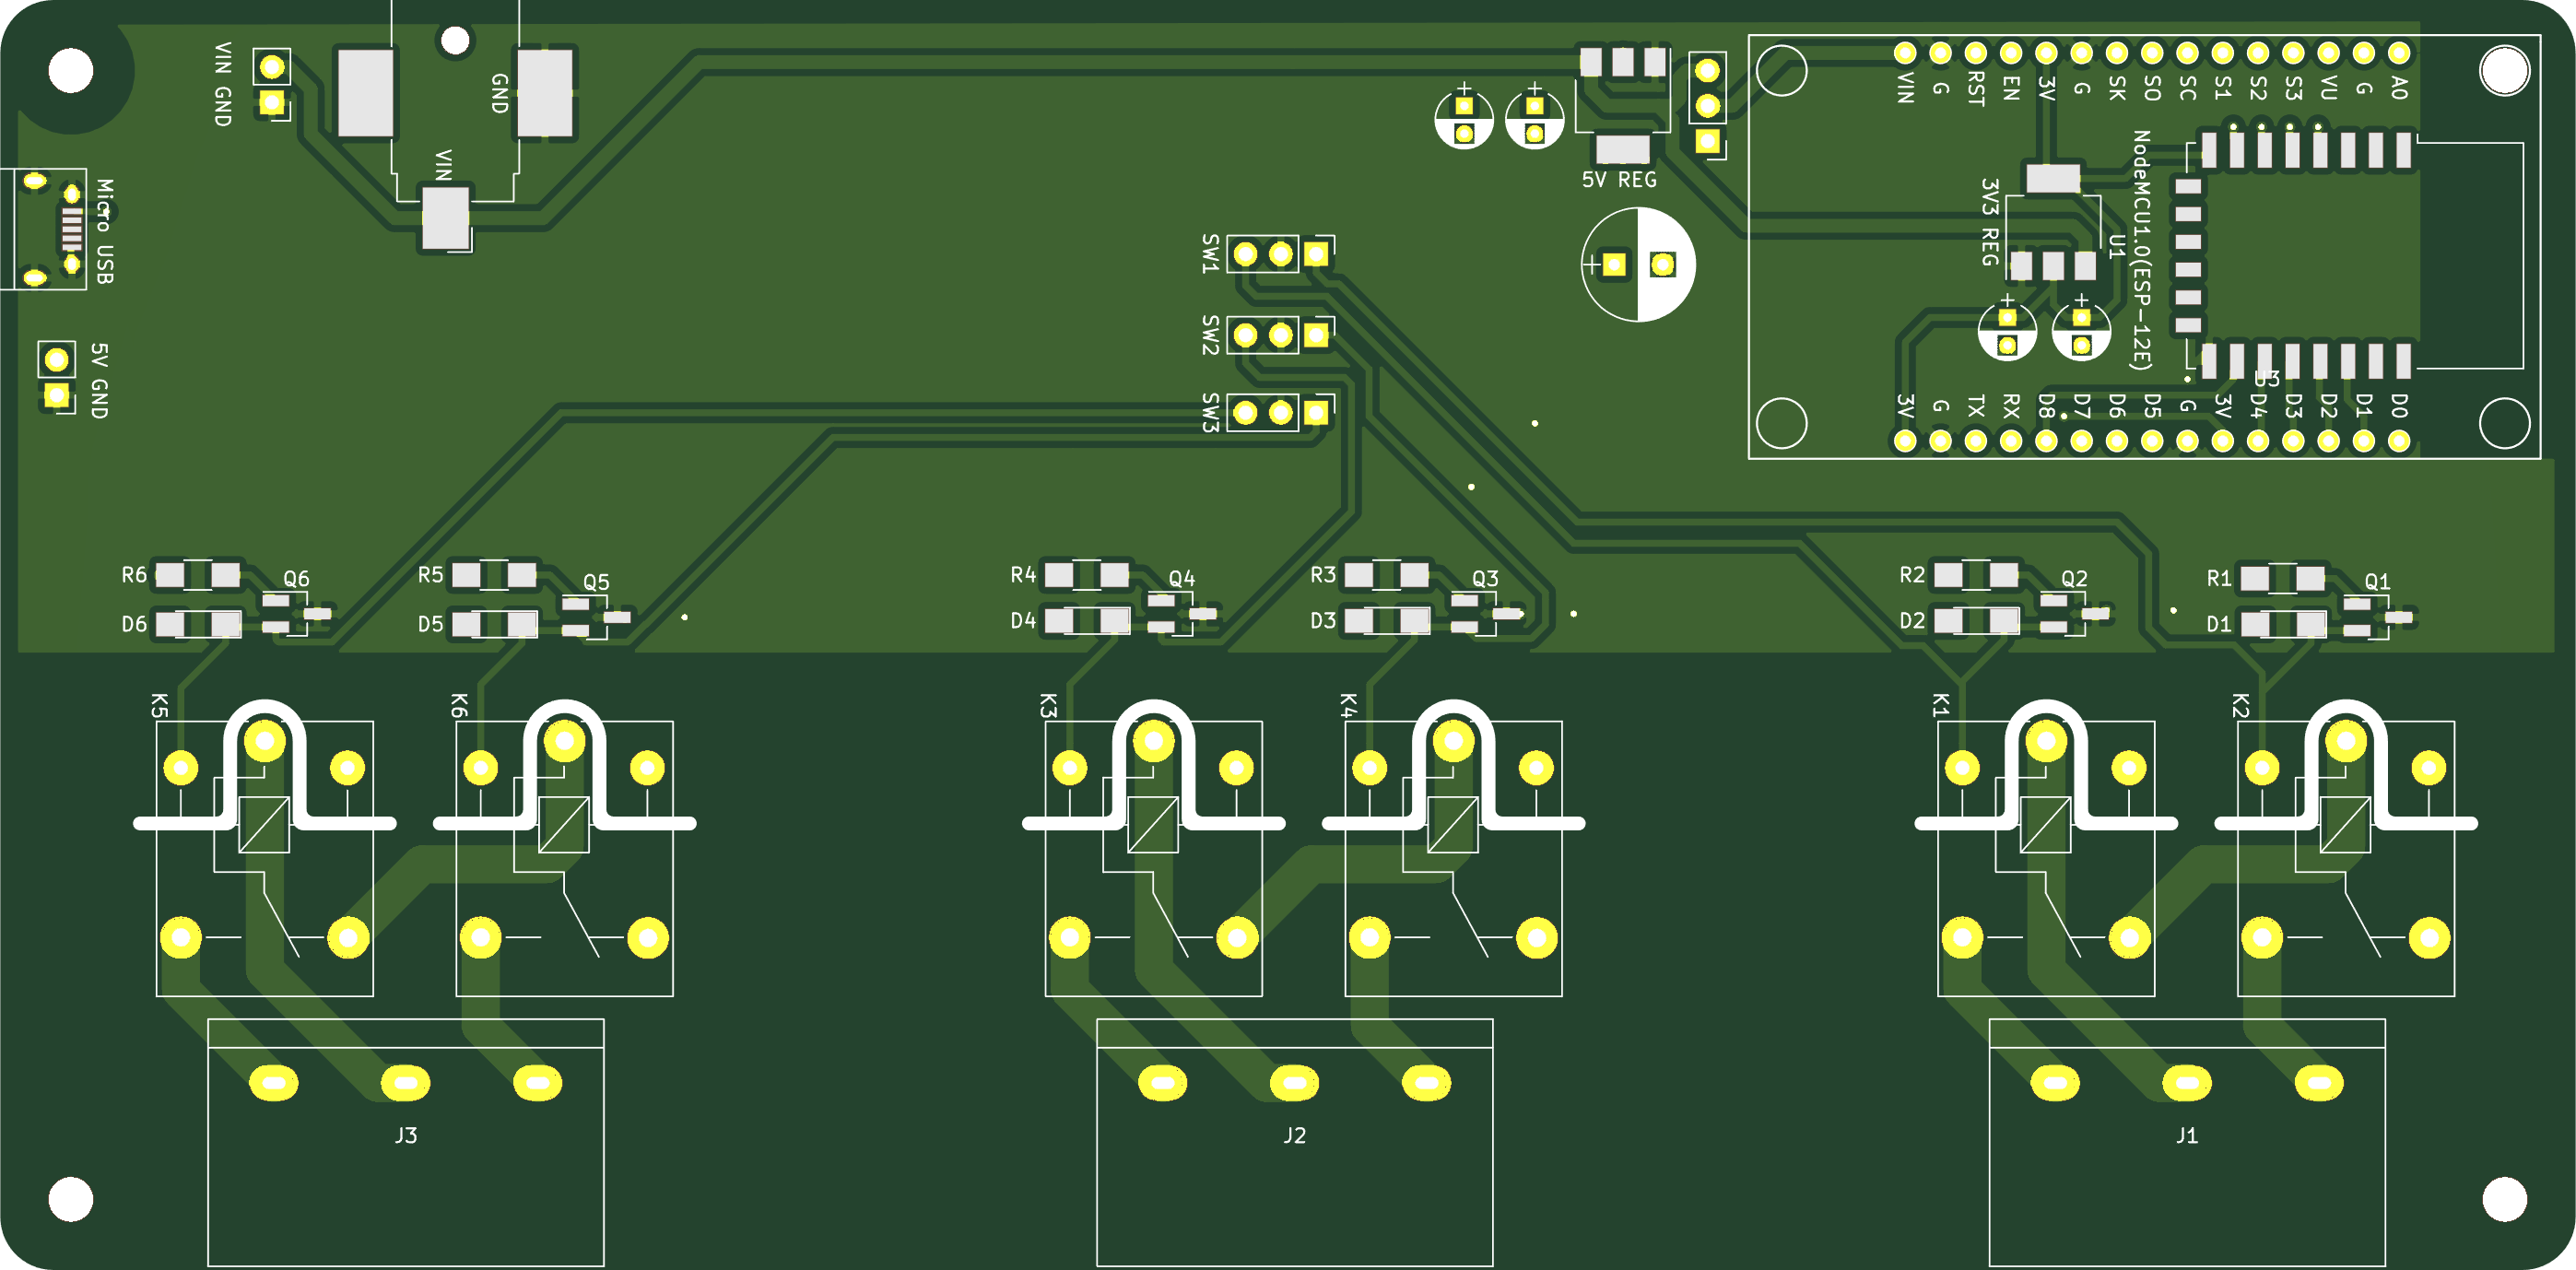 VIN GND
GND
VIN
Micro USB
5V GND
5V REG
SW1
SW2
SW3
VIN
G
RST
EN
3V
G
SK
SO
SC
S1
S2
S3
VU
G
A0
NodeMCU1.0(ESP-12E)
3V3 REG
U1
U3
3V
G
TX
RX
D8
D7
D6
D5
G
3V
D4
D3
D2
D1
D0
R6
Q6
D6
R5
Q5
D5
R4
Q4
D4
R3
Q3
D3
R2
Q2
D2
R1
Q1
D1
K5
K6
K3
K4
K1
K2
J3
J2
J1